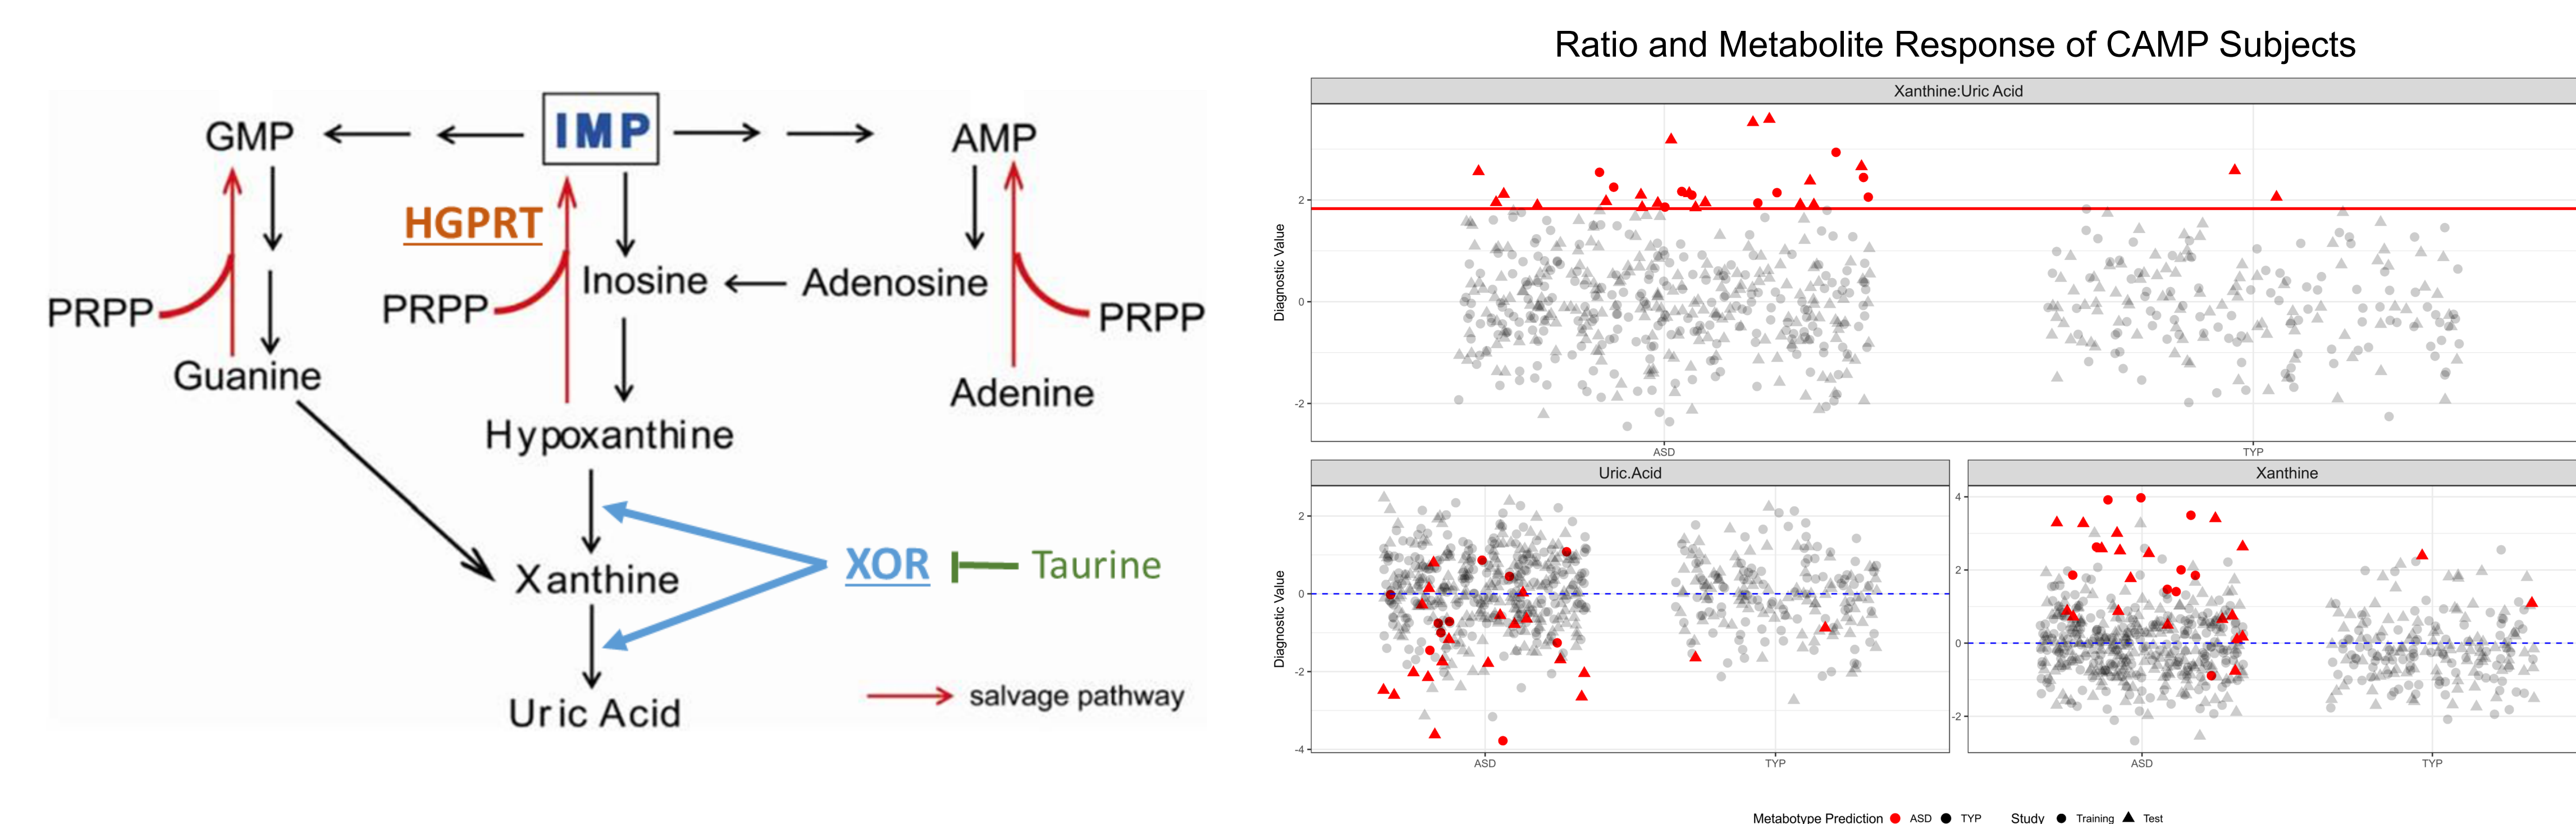 GMP
IMP
AMP
HGPRT
PRPP
PRPP
Inosine
Adenosine
PRPP
Guanine
Adenine
Hypoxanthine
Xanthine
XOR
Taurine
Uric Acid
salvage pathway
Ratio and Metabolite Response of CAMP Subjects
Xanthine:Uric Acid
Diagnostic Value
2
0
-2
ASD
TYP
Uric.Acid
Diagnostic Value
2
0
-2
-4
ASD
TYP
Xanthine
4
2
0
-2
ASD
TYP
Metabotype Prediction ASD TYP Study Training Test